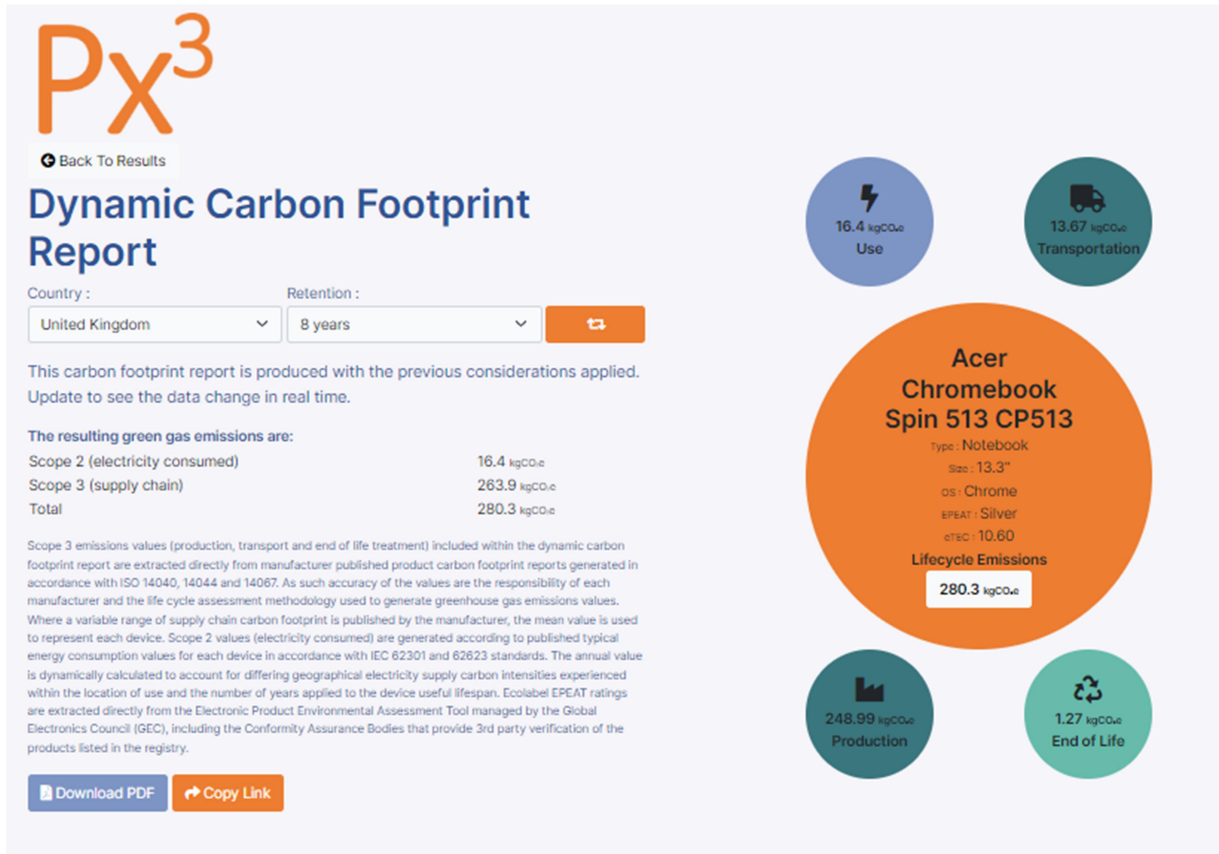 Px³
Back To Results
Dynamic Carbon Footprint
Report
Country :
Retention :
United Kingdom
8 years
This carbon footprint report is produced with the previous considerations applied.
Update to see the data change in real time.
The resulting green gas emissions are:
Scope 2 (electricity consumed) 16.4 kgCO₂e
Scope 3 (supply chain) 263.9 kgCO₂e
Total 280.3 kgCO₂e
Scope 3 emissions values (production, transport and end of life treatment) included within the dynamic carbon
footprint report are extracted directly from manufacturer published product carbon footprint reports generated in
accordance with ISO 14040, 14044 and 14067. As such accuracy of the values are the responsibility of each
manufacturer and the life cycle assessment methodology used to generate greenhouse gas emissions values.
Where a variable range of supply chain carbon footprint is published by the manufacturer, the mean value is used
to represent each device. Scope 2 values (electricity consumed) are generated according to published typical
energy consumption values for each device in accordance with IEC 62301 and 62623 standards. The annual value
is dynamically calculated to account for differing geographical electricity supply carbon intensities experienced
within the location of use and the number of years applied to the device useful lifespan. Ecolabel EPEAT ratings
are extracted directly from the Electronic Product Environmental Assessment Tool managed by the Global
Electronics Council (GEC), including the Conformity Assurance Bodies that provide 3rd party verification of the
products listed in the registry.
Download PDF
Copy Link
16.4 kgCO₂e
Use
13.67 kgCO₂e
Transportation
Acer
Chromebook
Spin 513 CP513
Type : Notebook
Size : 13.3"
OS : Chrome
EPEAT : Silver
eTEC : 10.60
Lifecycle Emissions
280.3 kgCO₂e
248.99 kgCO₂e
Production
1.27 kgCO₂e
End of Life